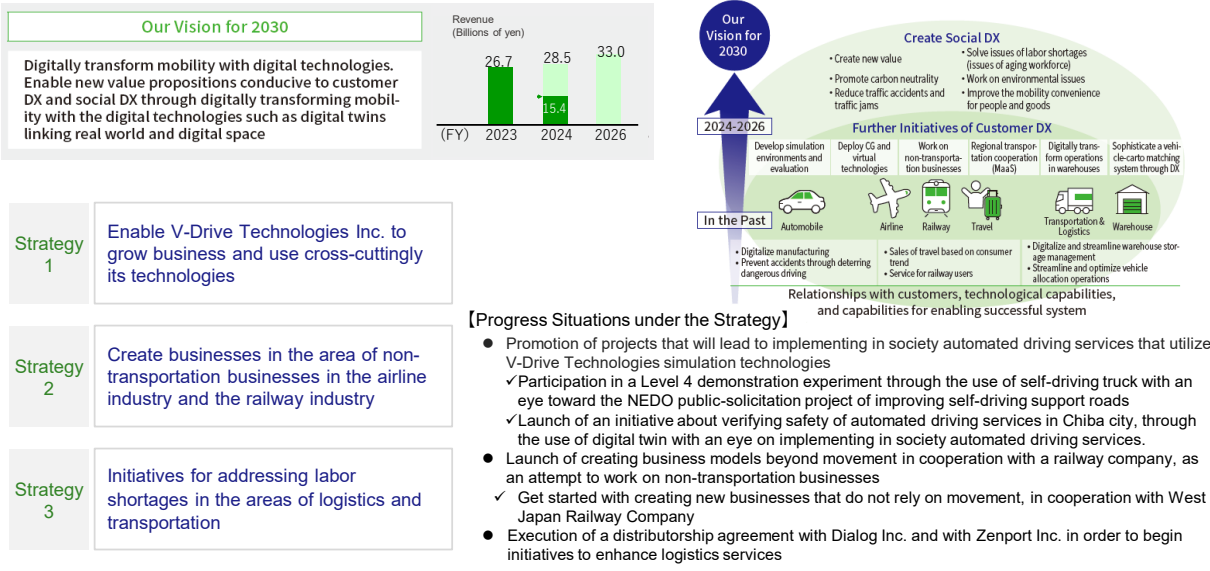 Our Vision for 2030
Digitally transform mobility with digital technologies.
Enable new value propositions conducive to customer
DX and social DX through digitally transforming mobil-
ity with the digital technologies such as digital twins
linking real world and digital space
Revenue
(Billions of yen)
26.7
28.5
33.0
15.4
(FY) 2023 2024 2026
Strategy
1
Enable V-Drive Technologies Inc. to
grow business and use cross-cuttingly
its technologies
Strategy
2
Create businesses in the area of non-
transportation businesses in the airline
industry and the railway industry
Strategy
3
Initiatives for addressing labor
shortages in the areas of logistics and
transportation
Our
Vision for
2030
2024-2026
In the Past
Create Social DX
• Create new value
• Promote carbon neutrality
• Reduce traffic accidents and
traffic jams
• Solve issues of labor shortages
(issues of aging workforce)
• Work on environmental issues
• Improve the mobility convenience
for people and goods
Further Initiatives of Customer DX
Develop simulation
environments and
evaluation
Deploy CG and
virtual
technologies
Work on
non-transporta-
tion businesses
Regional transpor-
tation cooperation
(MaaS)
Digitally trans-
form operations
in warehouses
Sophisticate a vehi-
cle-carto matching
system through DX
Automobile
Airline
Railway
Travel
Transportation &
Logistics
Warehouse
• Digitalize manufacturing
• Prevent accidents through deterring
dangerous driving
• Sales of travel based on consumer
trend
• Service for railway users
• Digitalize and streamline warehouse stor-
age management
• Streamline and optimize vehicle
allocation operations
Relationships with customers, technological capabilities,
and capabilities for enabling successful system
【Progress Situations under the Strategy】
● Promotion of projects that will lead to implementing in society automated driving services that utilize
V-Drive Technologies simulation technologies
✓Participation in a Level 4 demonstration experiment through the use of self-driving truck with an
eye toward the NEDO public-solicitation project of improving self-driving support roads
✓Launch of an initiative about verifying safety of automated driving services in Chiba city, through
the use of digital twin with an eye on implementing in society automated driving services.
● Launch of creating business models beyond movement in cooperation with a railway company, as
an attempt to work on non-transportation businesses
✓ Get started with creating new businesses that do not rely on movement, in cooperation with West
Japan Railway Company
● Execution of a distributorship agreement with Dialog Inc. and with Zenport Inc. in order to begin
initiatives to enhance logistics services